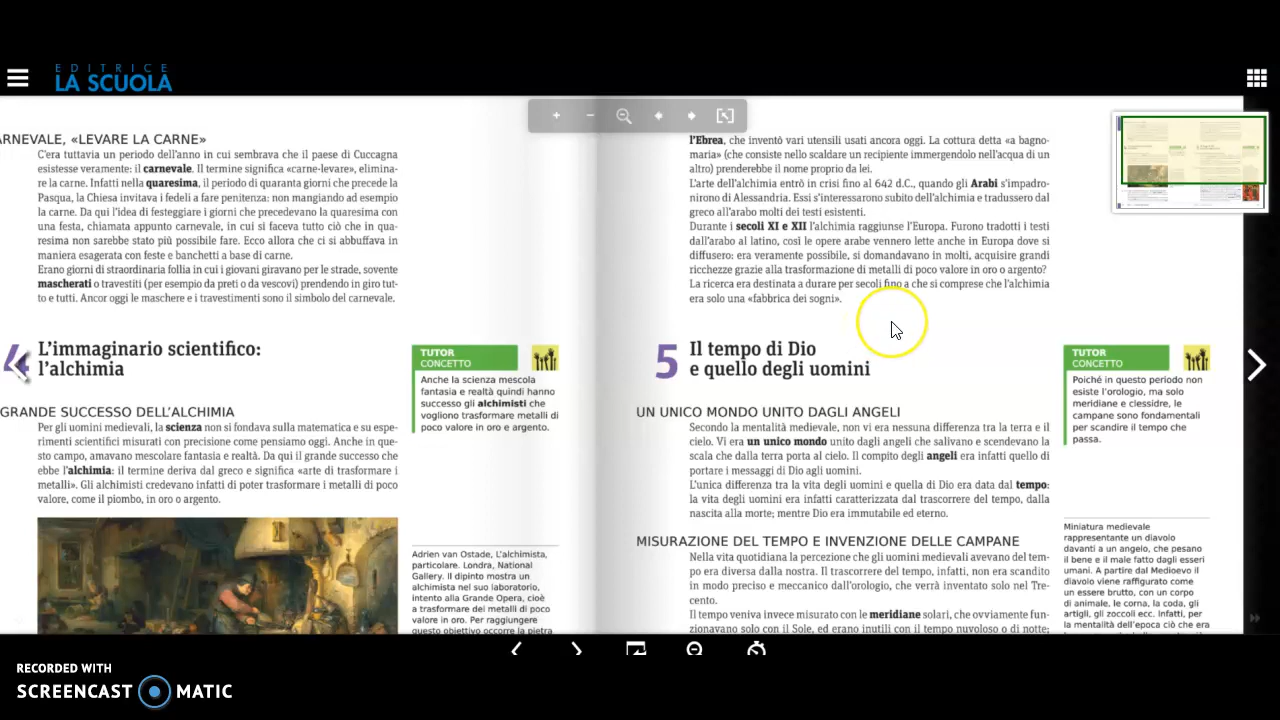 EDITRICE
LA SCUOLA
ARNEVALE, «LEVARE LA CARNE»
C'era tuttavia un periodo dell'anno in cui sembrava che il paese di Cuccagna
esistesse veramente: il carnevale. Il termine significa «carne-levare», elimina-
re la carne. Infatti nella quaresima, il periodo di quaranta giorni che precede la
Pasqua, la Chiesa invitava i fedeli a fare penitenza: non mangiando ad esempio
la carne. Da qui l'idea di festeggiare i giorni che precedevano la quaresima con
una festa, chiamata appunto carnevale, in cui si faceva tutto ciò che in qua-
resima non sarebbe stato più possibile fare. Ecco allora che ci si abbuffava in
maniera esagerata con feste e banchetti a base di carne.
Erano giorni di straordinaria follia in cui i giovani giravano per le strade, sovente
mascherati o travestiti (per esempio da preti o da vescovi) prendendo in giro tut-
to e tutti. Ancor oggi le maschere e i travestimenti sono il simbolo del carnevale.
4 L'immaginario scientifico:
l'alchimia
GRANDE SUCCESSO DELL'ALCHIMIA
Per gli uomini medievali, la scienza non si fondava sulla matematica e su espe-
rimenti scientifici misurati con precisione come pensiamo oggi. Anche in que-
sto campo, amavano mescolare fantasia e realtà. Da qui il grande successo che
ebbe l'alchimia: il termine deriva dal greco e significa «arte di trasformare i
metalli». Gli alchimisti credevano infatti di poter trasformare i metalli di poco
valore, come il piombo, in oro o argento.
TUTOR
CONCETTO
Anche la scienza mescola
fantasia e realtà quindi hanno
successo gli alchimisti che
vogliono trasformare metalli di
poco valore in oro e argento.
Adrien van Ostade, L'alchimista,
particolare. Londra, National
Gallery. Il dipinto mostra un
alchimista nel suo laboratorio,
intento alla Grande Opera, cioè
a trasformare dei metalli di poco
valore in oro. Per raggiungere
questo obiettivo occorre la pietra
l'Ebrea, che inventò vari utensili usati ancora oggi. La cottura detta «a bagno-
maria» (che consiste nello scaldare un recipiente immergendolo nell'acqua di un
altro) prenderebbe il nome proprio da lei.
L'arte dell'alchimia entrò in crisi fino al 642 d.C., quando gli Arabi s'impadro-
nirono di Alessandria. Essi s'interessarono subito dell'alchimia e tradussero dal
greco all'arabo molti dei testi esistenti.
Durante i secoli XI e XII l'alchimia raggiunse l'Europa. Furono tradotti i testi
dall'arabo al latino, così le opere arabe vennero lette anche in Europa dove si
diffusero: era veramente possibile, si domandavano in molti, acquisire grandi
ricchezze grazie alla trasformazione di metalli di poco valore in oro o argento?
La ricerca era destinata a durare per secoli fino a che si comprese che l'alchimia
era solo una «fabbrica dei sogni».
5 Il tempo di Dio
e quello degli uomini
UN UNICO MONDO UNITO DAGLI ANGELI
Secondo la mentalità medievale, non vi era nessuna differenza tra la terra e il
cielo. Vi era un unico mondo unito dagli angeli che salivano e scendevano la
scala che dalla terra porta al cielo. Il compito degli angeli era infatti quello di
portare i messaggi di Dio agli uomini.
L'unica differenza tra la vita degli uomini e quella di Dio era data dal tempo:
la vita degli uomini era infatti caratterizzata dal trascorrere del tempo, dalla
nascita alla morte; mentre Dio era immutabile ed eterno.
MISURAZIONE DEL TEMPO E INVENZIONE DELLE CAMPANE
Nella vita quotidiana la percezione che gli uomini medievali avevano del tem-
po era diversa dalla nostra. Il trascorrere del tempo, infatti, non era scandito
in modo preciso e meccanico dall'orologio, che verrà inventato solo nel Tre-
cento.
Il tempo veniva invece misurato con le meridiane solari, che ovviamente fun-
zionavano solo con il Sole, ed erano inutili con il tempo nuvoloso o di notte;
TUTOR
CONCETTO
Poiché in questo periodo non
esiste l'orologio, ma solo
meridiane e clessidre, le
campane sono fondamentali
per scandire il tempo che
passa.
Miniatura medievale
rappresentante un diavolo
davanti a un angelo, che pesano
il bene e il male fatto dagli esseri
umani. A partire dal Medioevo il
diavolo viene raffigurato come
un essere brutto, con un corpo
di animale, le corna, la coda, gli
artigli, gli zoccoli ecc. Infatti, per
la mentalità dell'epoca ciò che era
RECORDED WITH
SCREENCAST MATIC